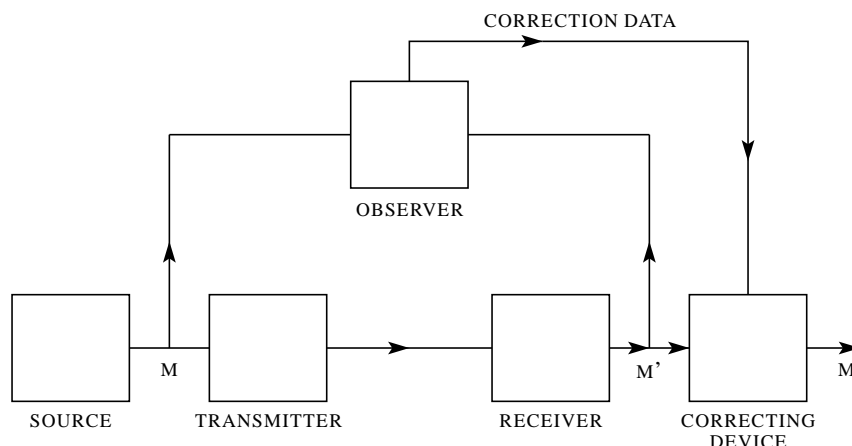 CORRECTION DATA
OBSERVER
M
M'
M
SOURCE
TRANSMITTER
RECEIVER
CORRECTING
DEVICE